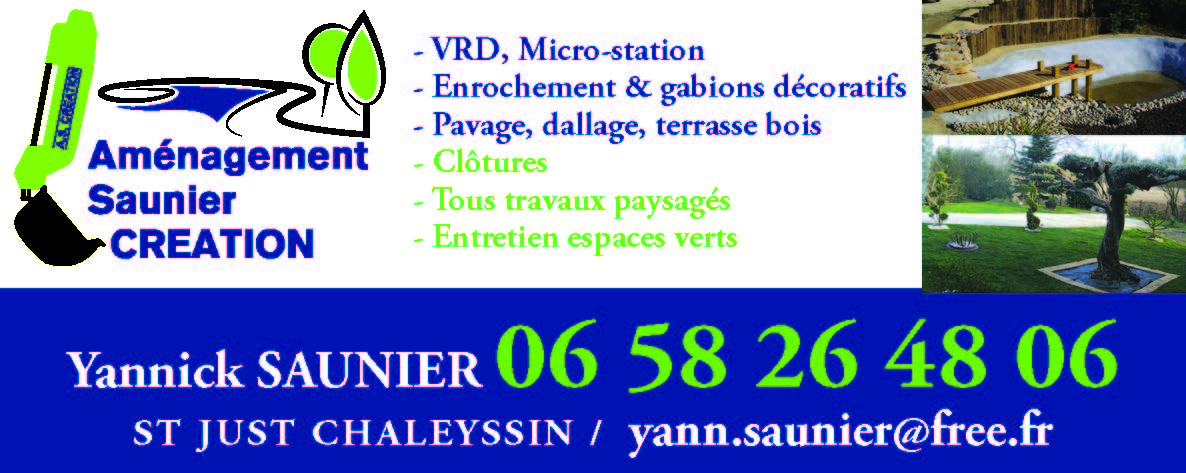 A.S. CREATION
Aménagement
Saunier
CREATION
- VRD, Micro-station
- Enrochement & gabions décoratifs
- Pavage, dallage, terrasse bois
- Clôtures
- Tous travaux paysagés
- Entretien espaces verts
Yannick SAUNIER 06 58 26 48 06
ST JUST CHALEYSSIN / yann.saunier@free.fr